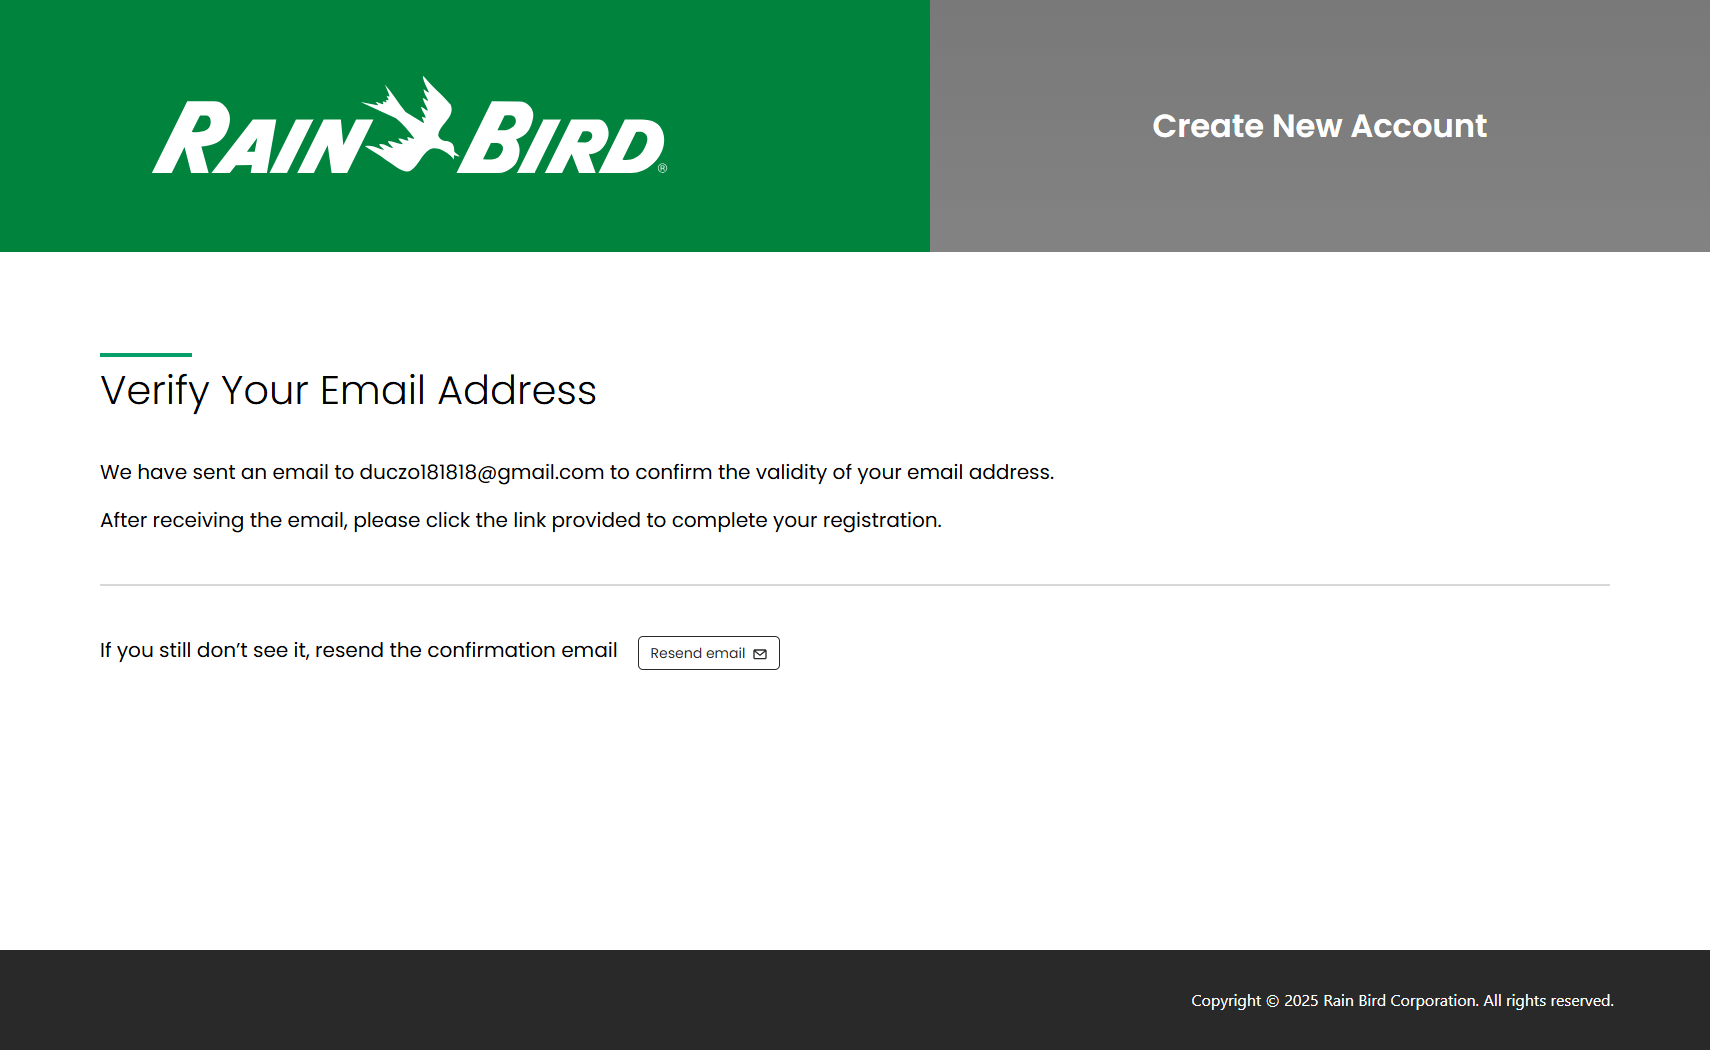 RAIN BIRD®
Create New Account
Verify Your Email Address
We have sent an email to duczo181818@gmail.com to confirm the validity of your email address.
After receiving the email, please click the link provided to complete your registration.
If you still don’t see it, resend the confirmation email
Resend email
Copyright © 2025 Rain Bird Corporation. All rights reserved.